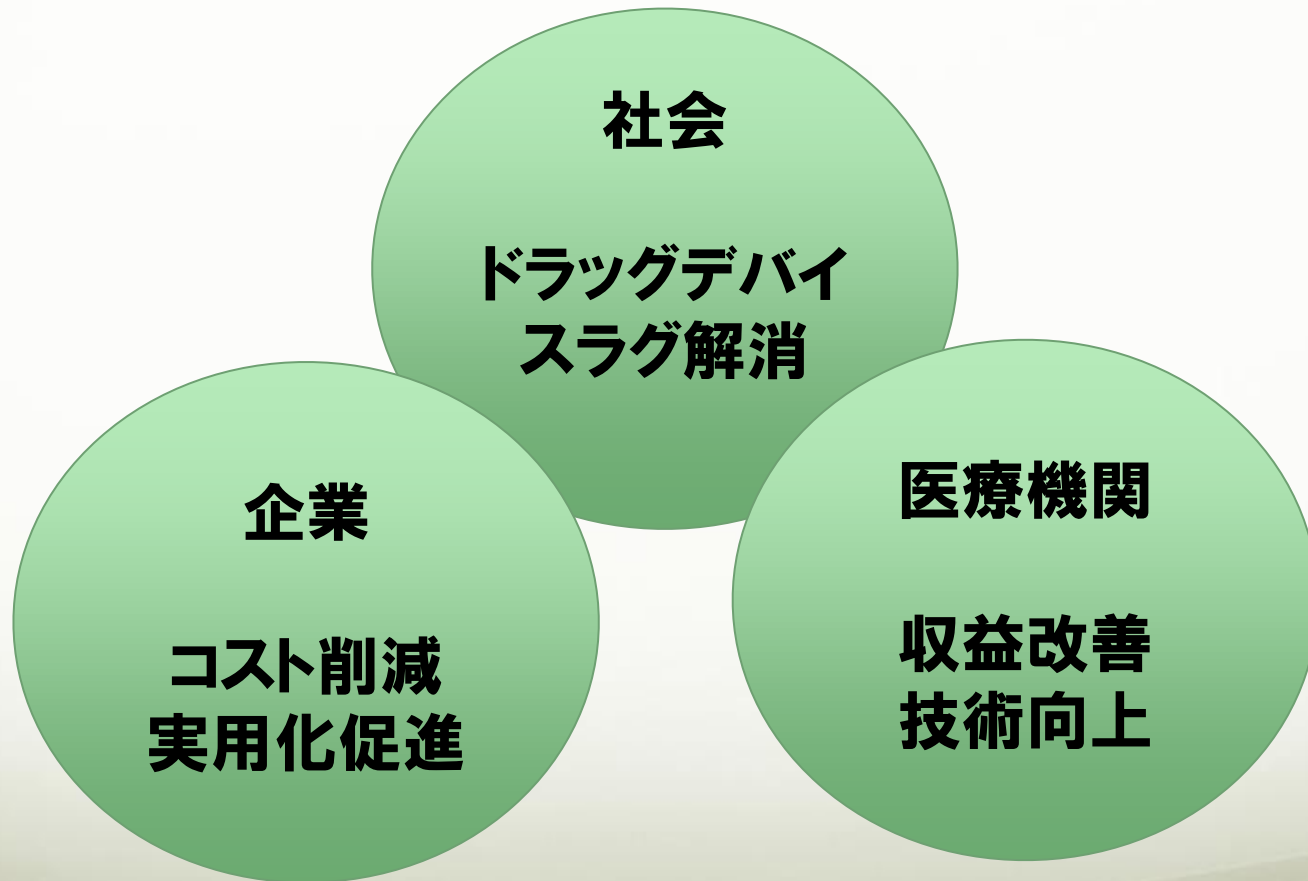 社会
ドラッグデバイ
スラグ解消
企業
コスト削減
実用化促進
医療機関
収益改善
技術向上